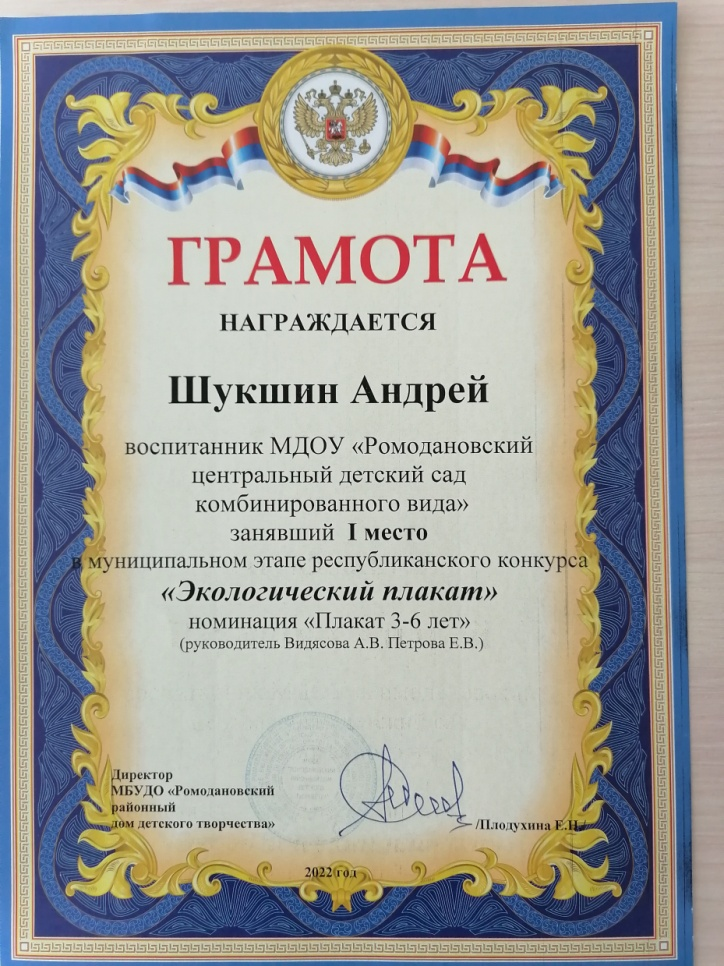 ГРАМОТА
НАГРАЖДАЕТСЯ
Шукшин Андрей
воспитанник МДОУ «Ромодановский
центральный детский сад
комбинированного вида»
занявший I место
в муниципальном этапе республиканского конкурса
«Экологический плакат»
номинация «Плакат 3-6 лет»
(руководитель Видясова А.В. Петрова Е.В.)
Директор
МБУДО «Ромодановский
районный
дом детского творчества»
/Плодухина Е.Н./
2022 год